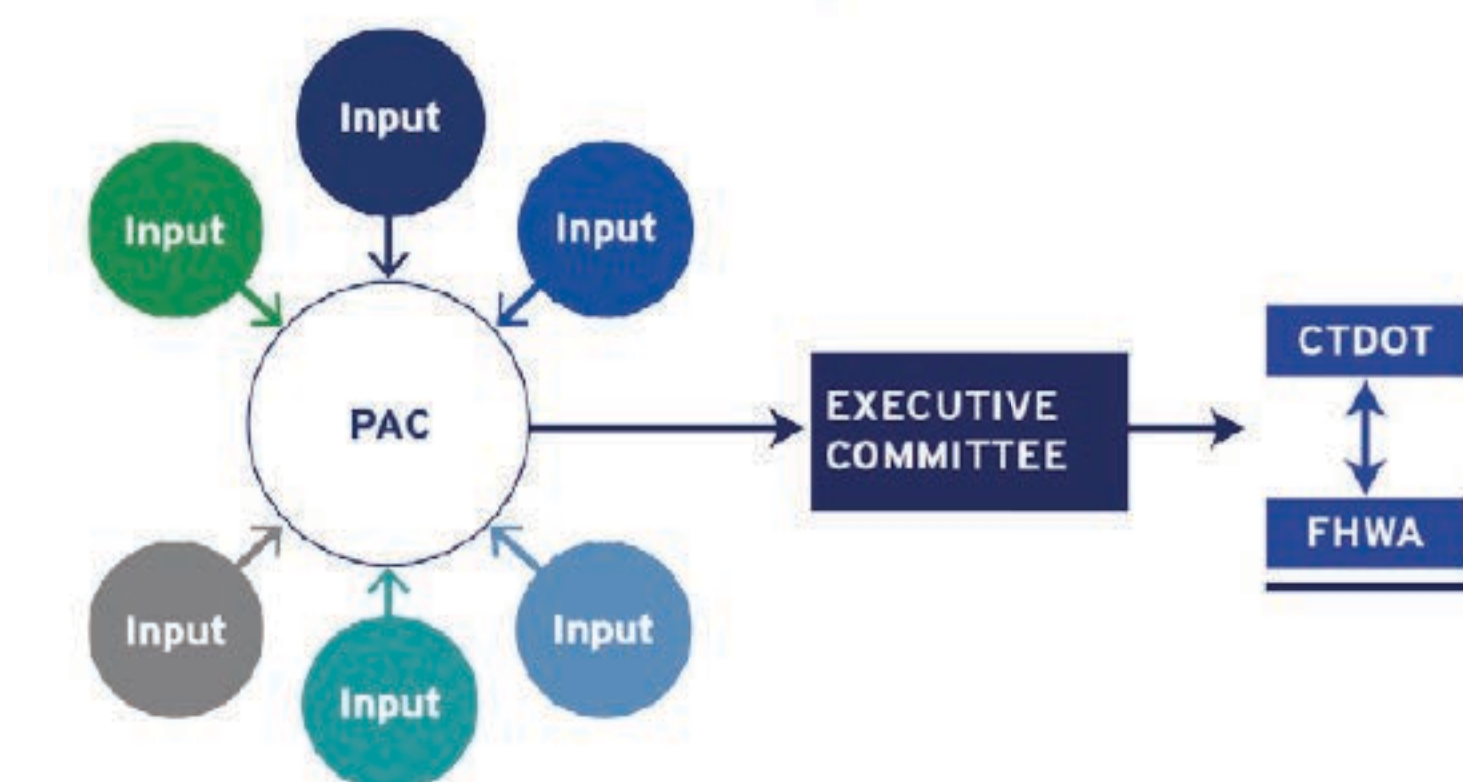 Input
Input
Input
PAC
EXECUTIVE
COMMITTEE
CTDOT
FHWA
Input
Input
Input